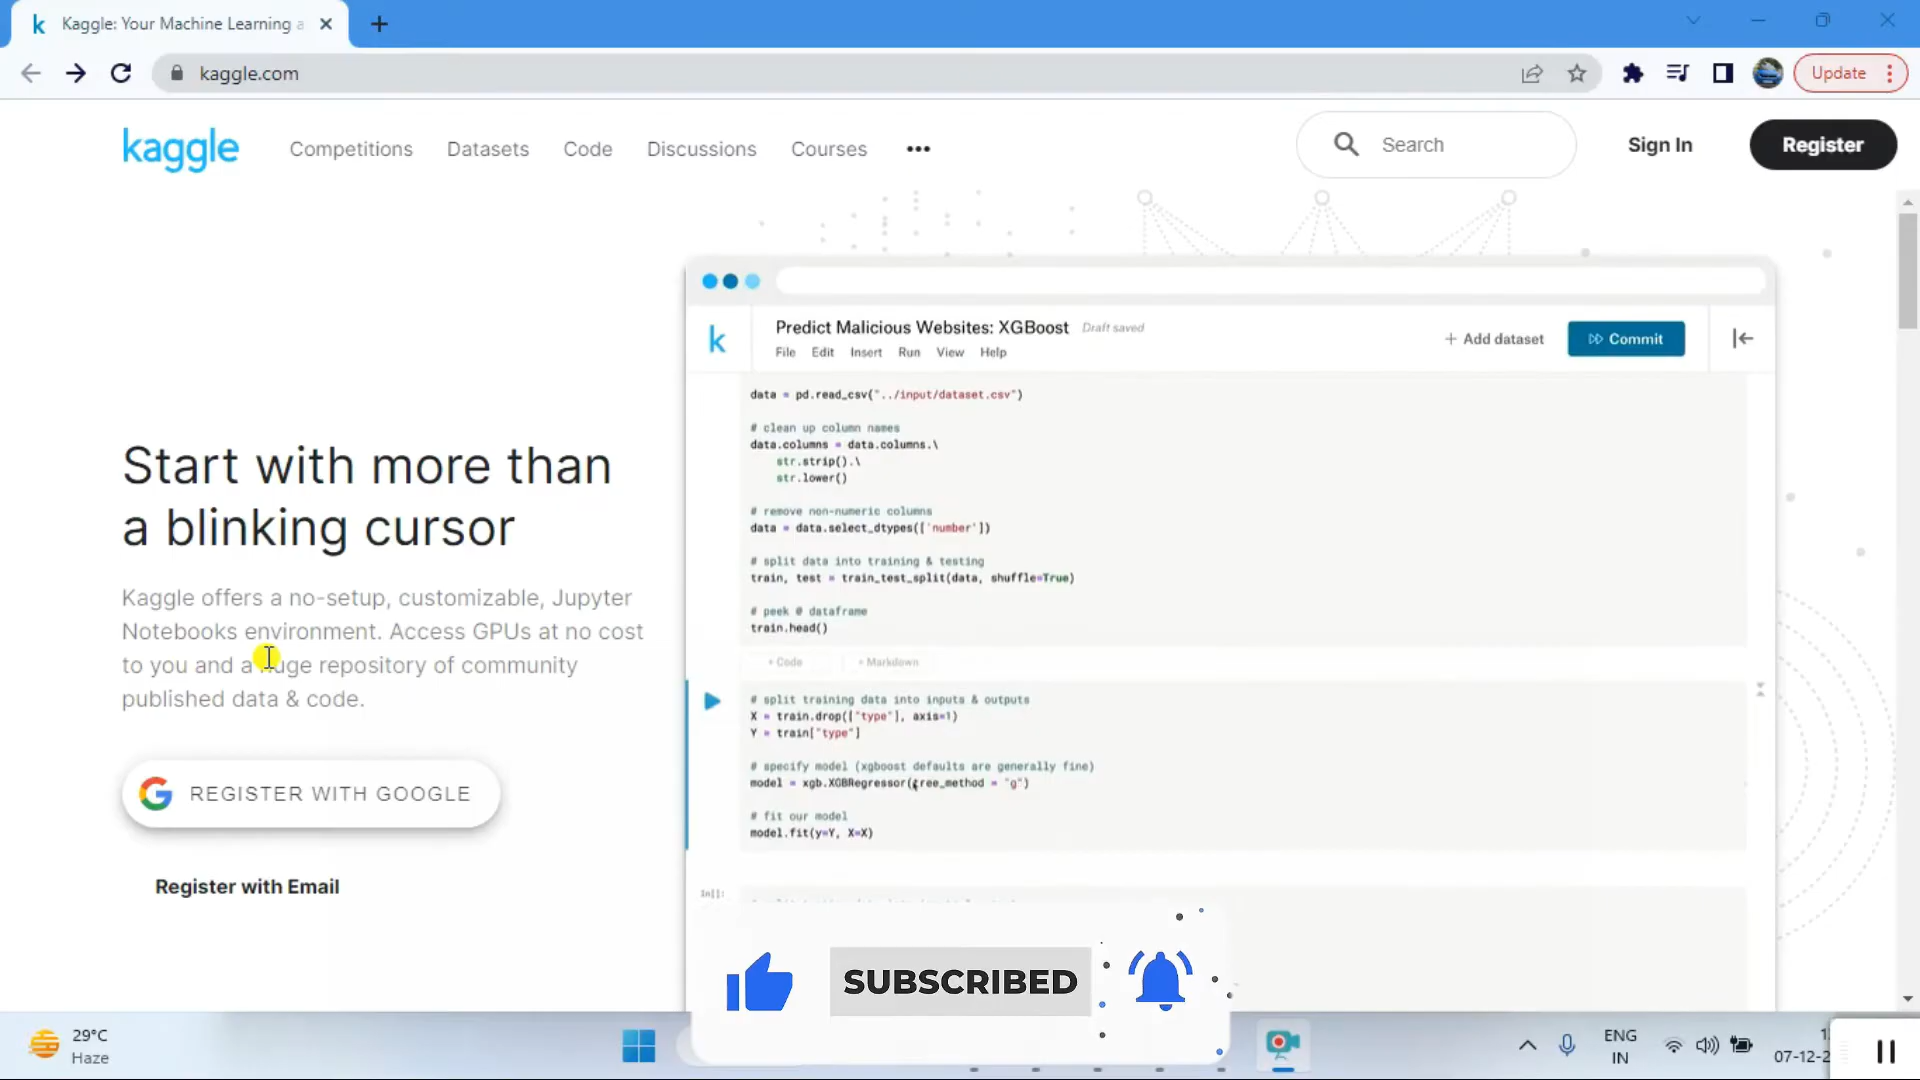 Kaggle: Your Machine Learning a
kaggle.com
Update
kaggle
Competitions
Datasets
Code
Discussions
Courses
•••
Search
Sign In
Register
Start with more than
a blinking cursor
Kaggle offers a no-setup, customizable, Jupyter
Notebooks environment. Access GPUs at no cost
to you and a huge repository of community
published data & code.
REGISTER WITH GOOGLE
Register with Email
k
Predict Malicious Websites: XGBoost
Draft saved
File Edit Insert Run View Help
+ Add dataset
Commit
data = pd.read_csv("../input/dataset.csv")
# clean up column names
data.columns = data.columns.\
str.strip().\
str.lower()
# remove non-numeric columns
data = data.select_dtypes(['number'])
# split data into training & testing
train, test = train_test_split(data, shuffle=True)
# peek @ dataframe
train.head()
+ Code
+ Markdown
# split training data into inputs & outputs
X = train.drop(["type"], axis=1)
Y = train["type"]
# specify model (xgboost defaults are generally fine)
model = xgb.XGBRegressor(tree_method = "g")
# fit our model
model.fit(y=Y, X=X)
In[]:
SUBSCRIBED
29°C
Haze
ENG
IN
07-12-2